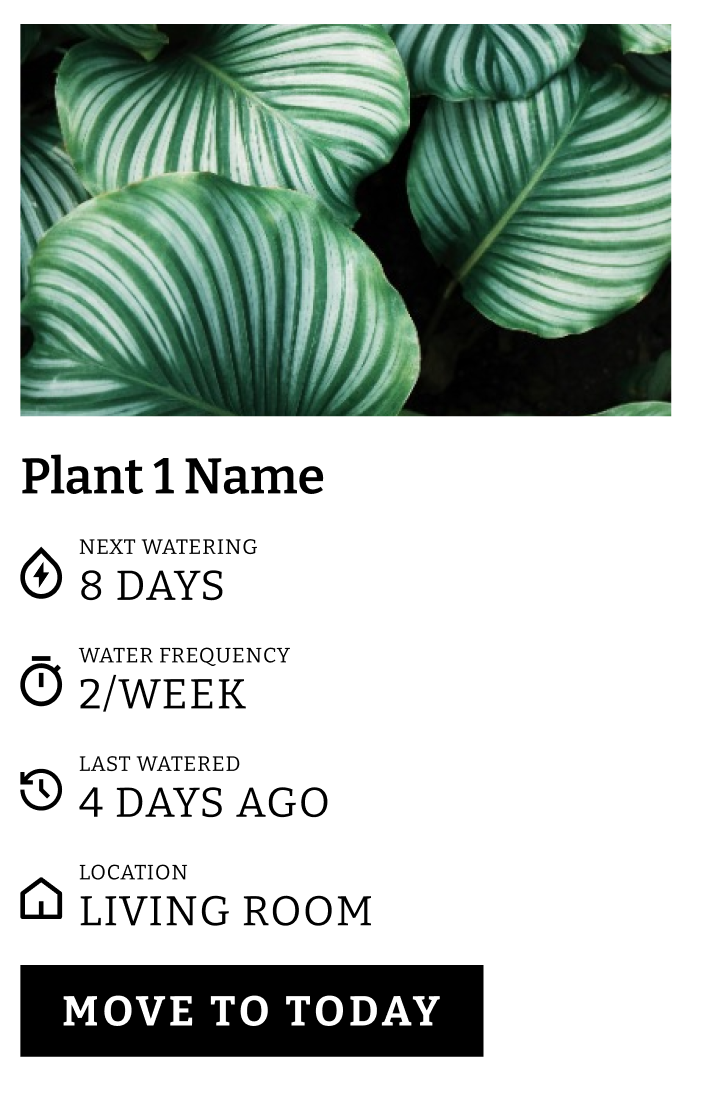 Plant 1 Name
NEXT WATERING
8 DAYS
WATER FREQUENCY
2/WEEK
LAST WATERED
4 DAYS AGO
LOCATION
LIVING ROOM
MOVE TO TODAY